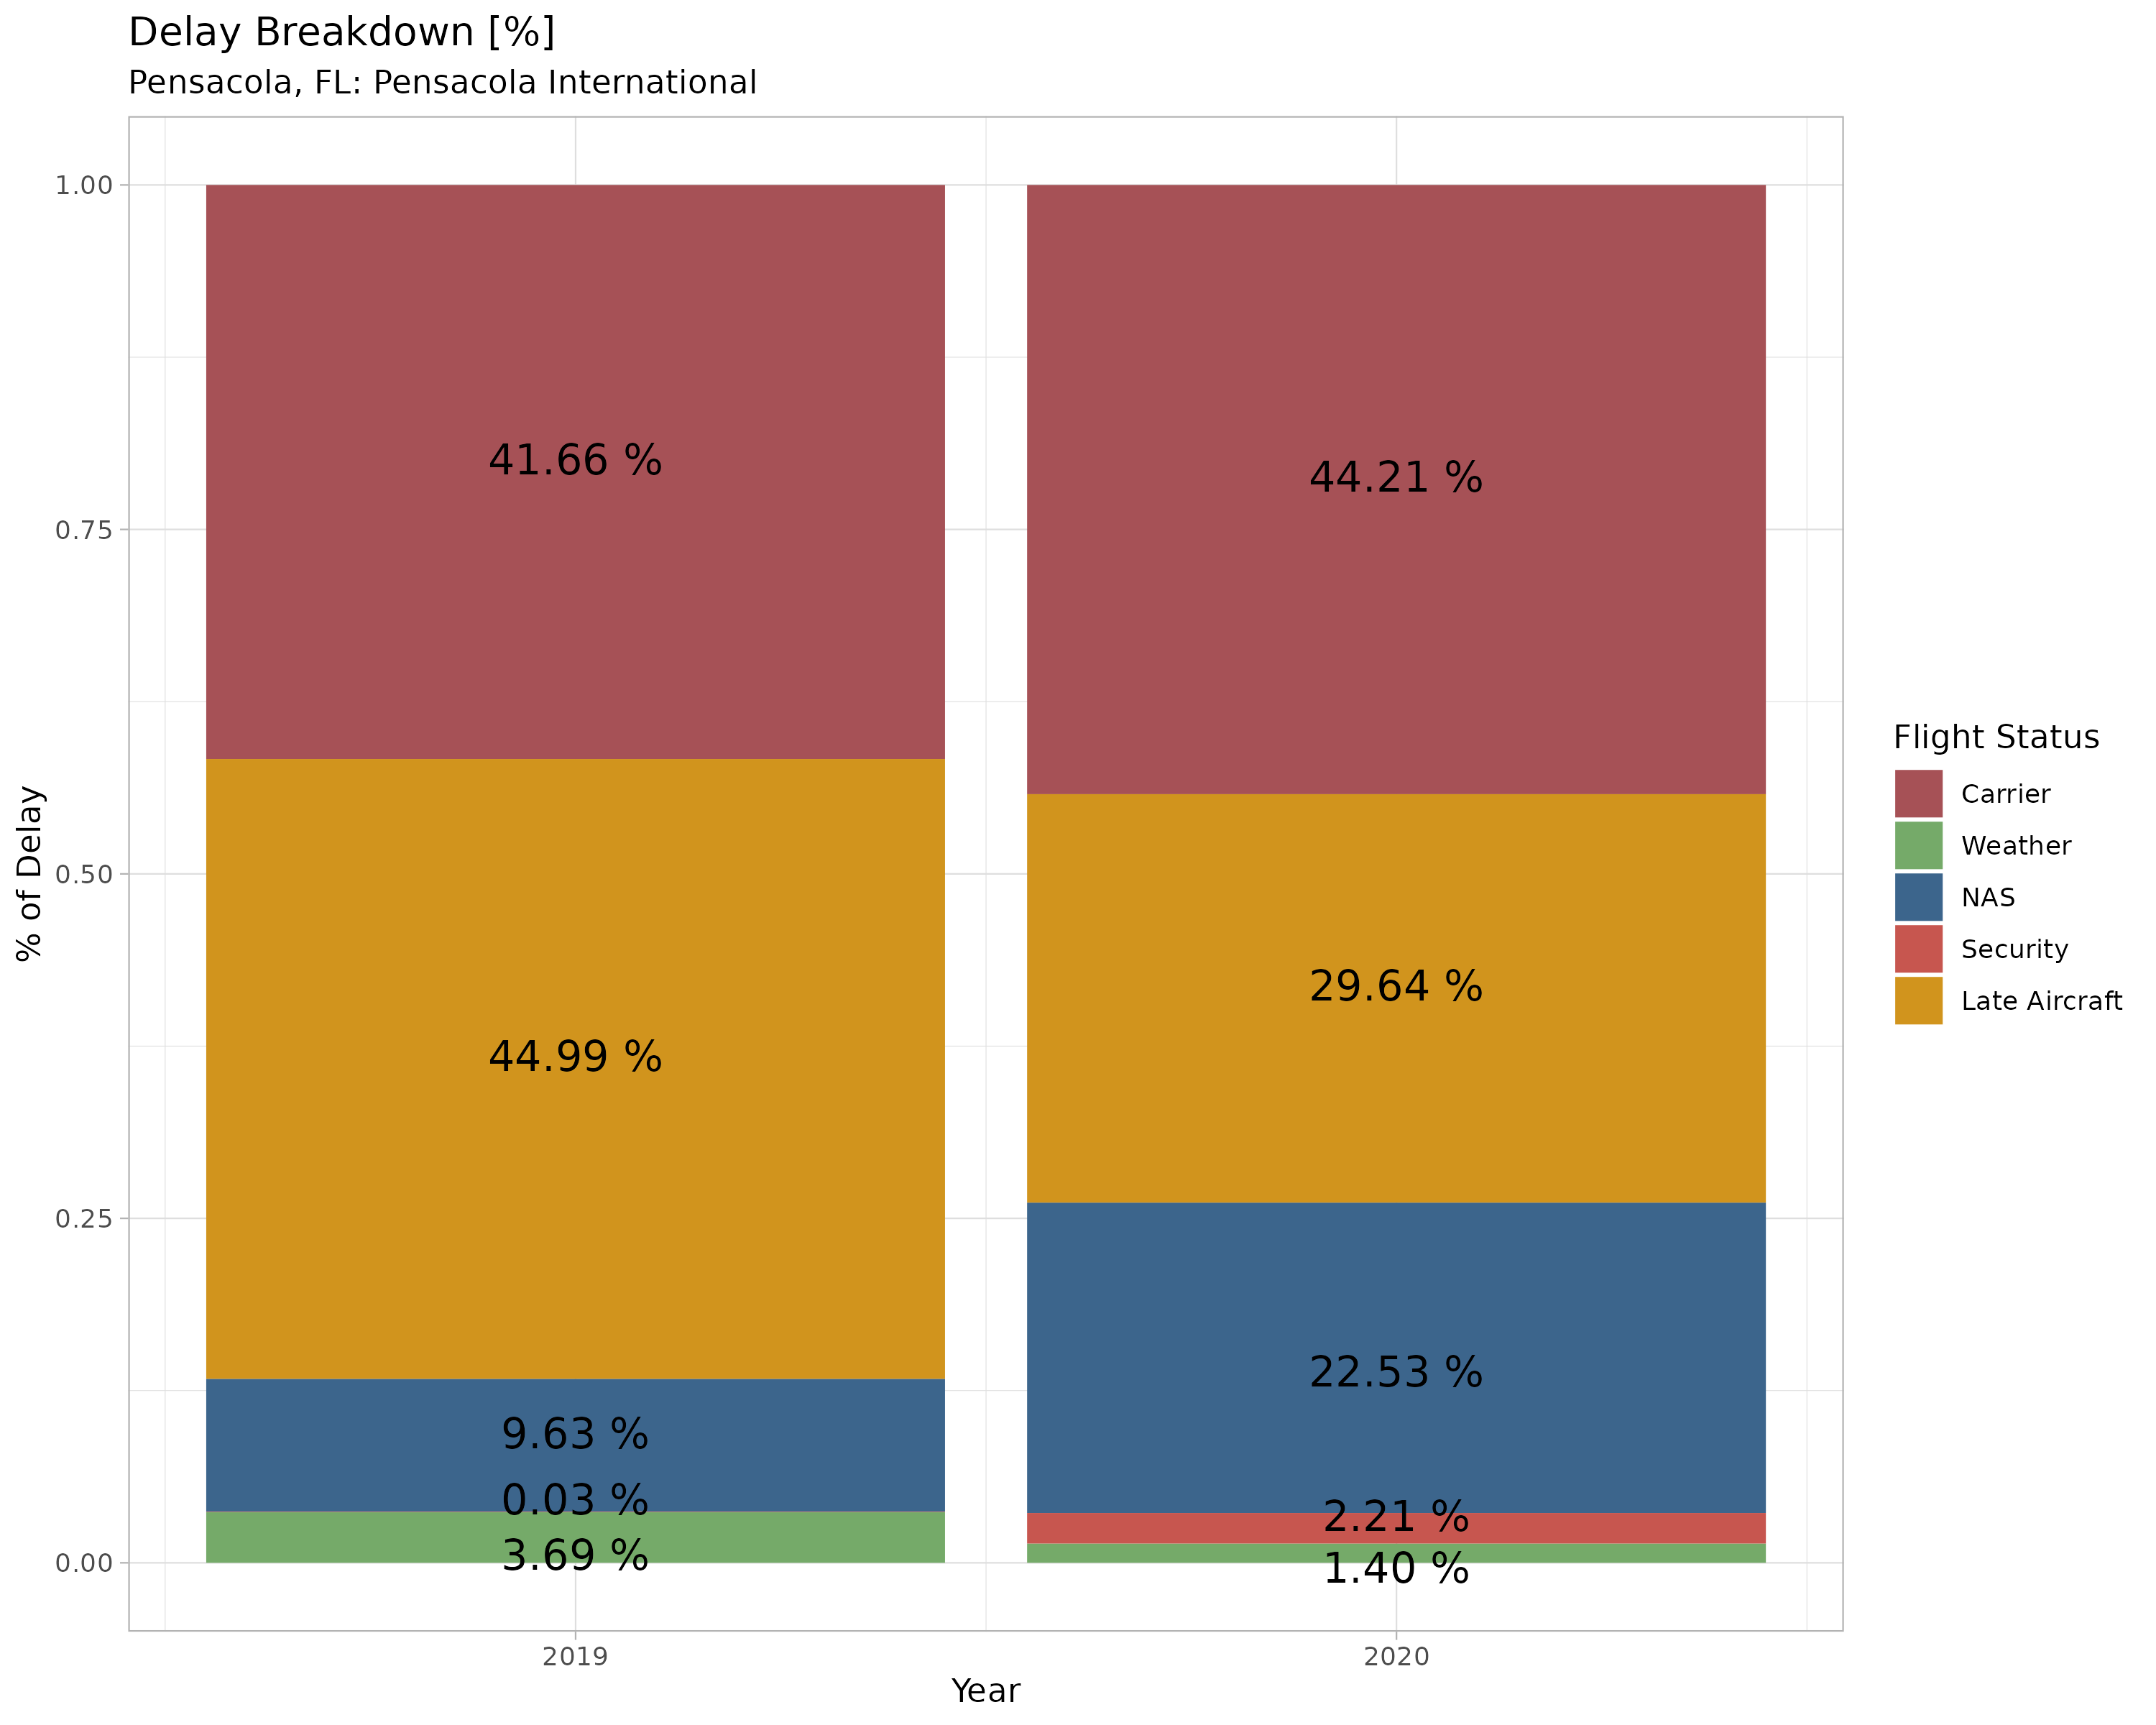 Delay Breakdown [%]
Pensacola, FL: Pensacola International
% of Delay
1.00
0.75
0.50
0.25
0.00
41.66 %
44.99 %
9.63 %
0.03 %
3.69 %
44.21 %
29.64 %
22.53 %
2.21 %
1.40 %
2019
2020
Year
Flight Status
Carrier
Weather
NAS
Security
Late Aircraft